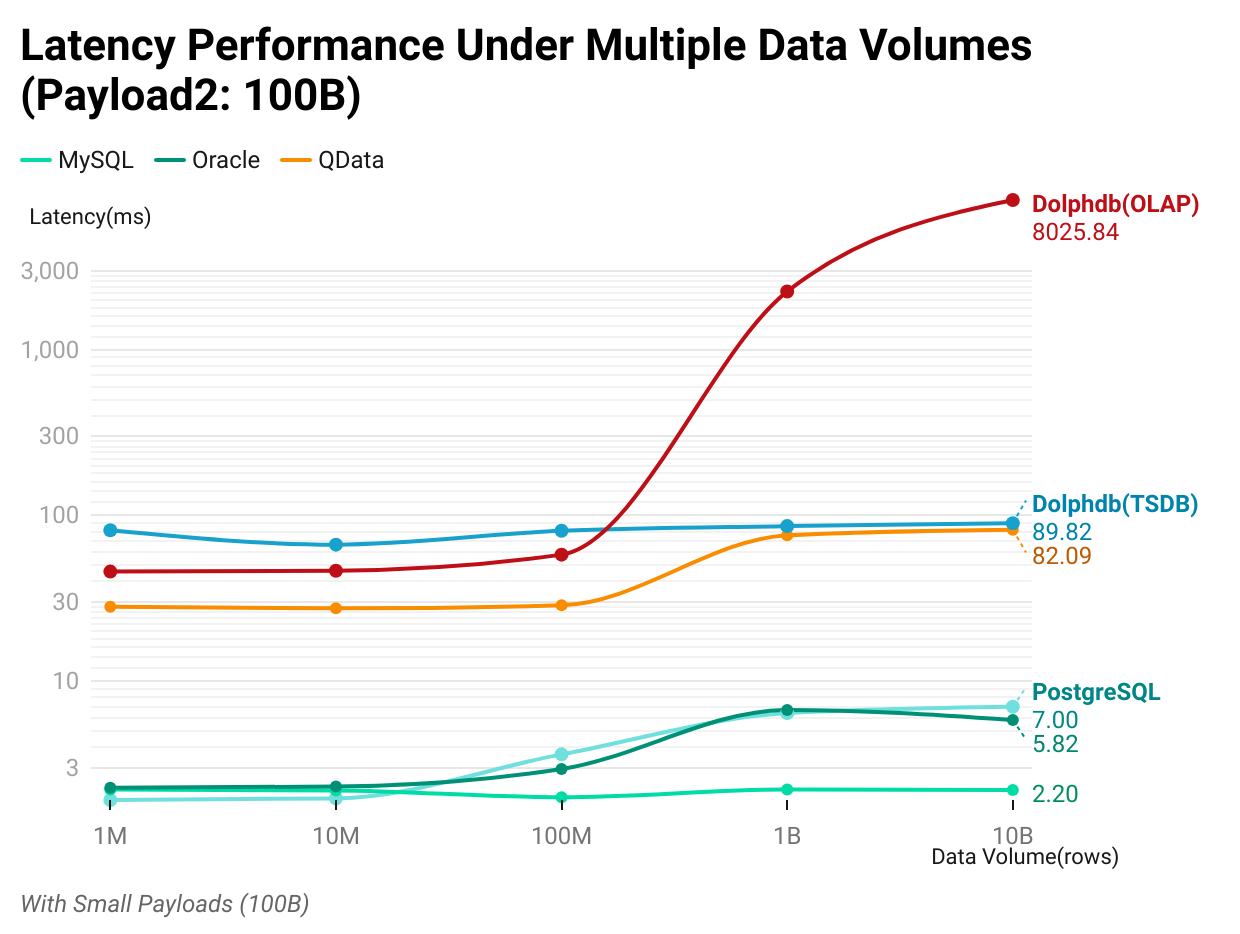 Latency Performance Under Multiple Data Volumes
(Payload2: 100B)
MySQL Oracle QData
Latency(ms)
Dolphdb(OLAP)
8025.84
3,000
1,000
300
100
Dolphdb(TSDB)
89.82
82.09
30
10
PostgreSQL
7.00
5.82
3
2.20
1M 10M 100M 1B 10B
Data Volume(rows)
With Small Payloads (100B)